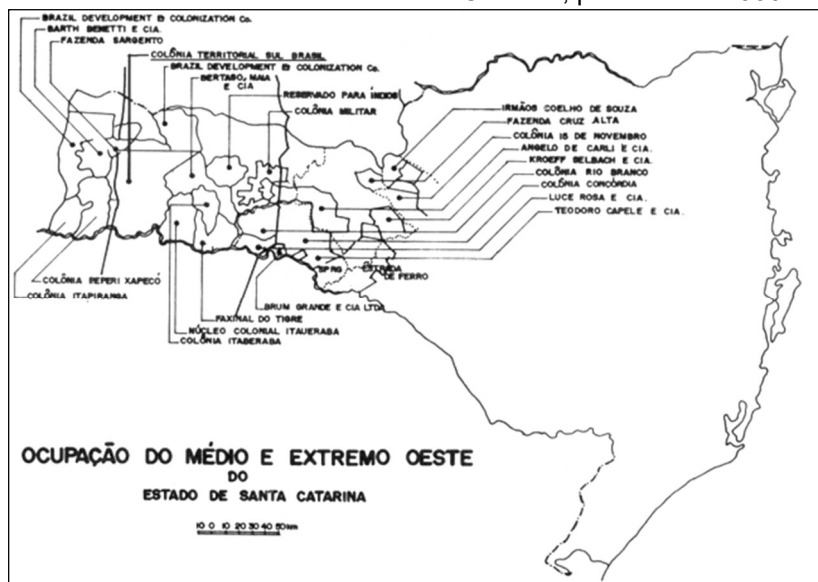 BRAZIL DEVELOPMENT & COLONIZATION Co.
BARTH BENETTI E CIA.
FAZENDA SARGENTO
COLÔNIA TERRITORIAL SUL BRASIL
BRAZIL DEVELOPMENT & COLONIZATION Co.
BERTASO, MAIA
E CIA
RESERVADO PARA ÍNDIOS
COLÔNIA MILITAR
IRMÃOS COELHO DE SOUZA
FAZENDA CRUZ ALTA
COLÔNIA 15 DE NOVEMBRO
ANGELO DE CARLI E CIA.
KROEFF SELBACH E CIA.
COLÔNIA RIO BRANCO
COLÔNIA CONCÓRDIA
LUCE ROSA E CIA.
TEODORO CAPELE E CIA.
SPRG
ESTRADA
DE FERRO
COLÔNIA PEPERI XAPECÓ
COLÔNIA ITAPIRANGA
BRUM GRANDE E CIA LTDA
FAXINAL DO TIGRE
NÚCLEO COLONIAL ITAUERABA
COLÔNIA ITABERABA
OCUPAÇÃO DO MÉDIO E EXTREMO OESTE
DO
ESTADO DE SANTA CATARINA
10 0 10 20 30 40 50 km